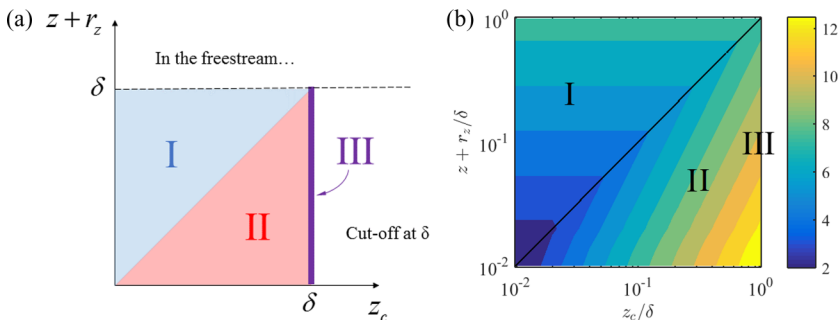 (a)
z + r_z
In the freestream…
δ
I
III
II
Cut-off at δ
δ
z_c
(b)
10^0
I
10^-1
z + r_z/δ
III
II
10^-2
10^-2
10^-1
10^0
z_c/δ
12
10
8
6
4
2